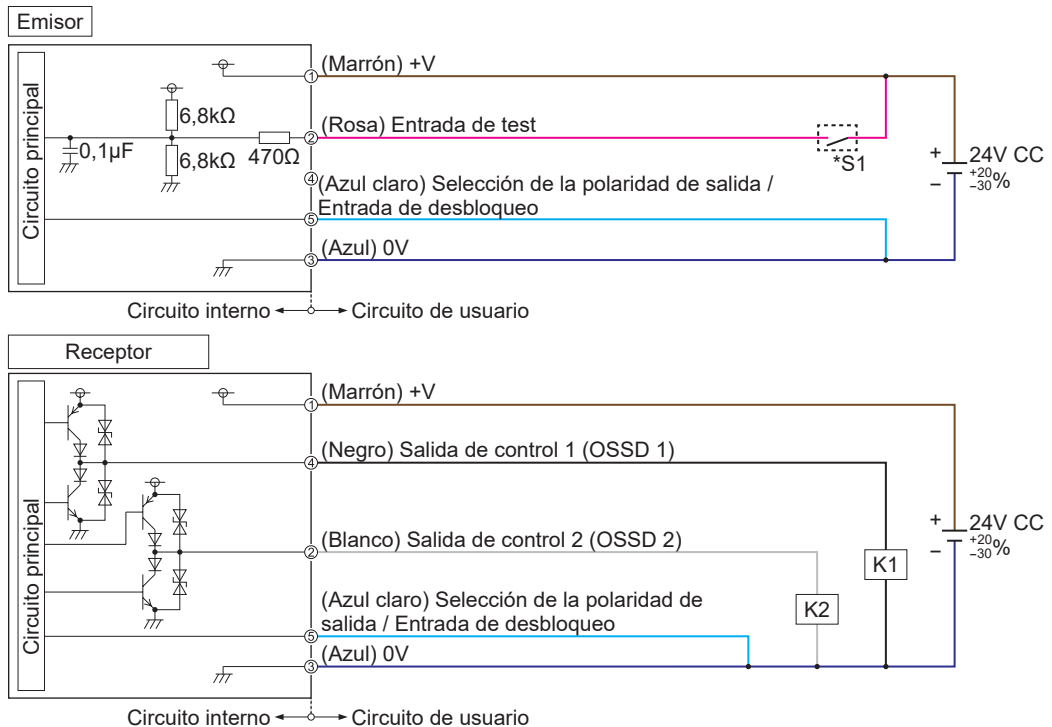 Emisor
Circuito principal
(Marrón) +V
1
6,8kΩ
(Rosa) Entrada de test
2
0,1µF
6,8kΩ
470Ω
*S1
+
24V CC
+20
−30 %
−
4
(Azul claro) Selección de la polaridad de salida /
Entrada de desbloqueo
5
(Azul) 0V
3
Circuito interno
Circuito de usuario
Receptor
Circuito principal
(Marrón) +V
1
(Negro) Salida de control 1 (OSSD 1)
4
(Blanco) Salida de control 2 (OSSD 2)
2
+
24V CC
+20
−30 %
−
K1
K2
(Azul claro) Selección de la polaridad de
salida / Entrada de desbloqueo
5
(Azul) 0V
3
Circuito interno
Circuito de usuario